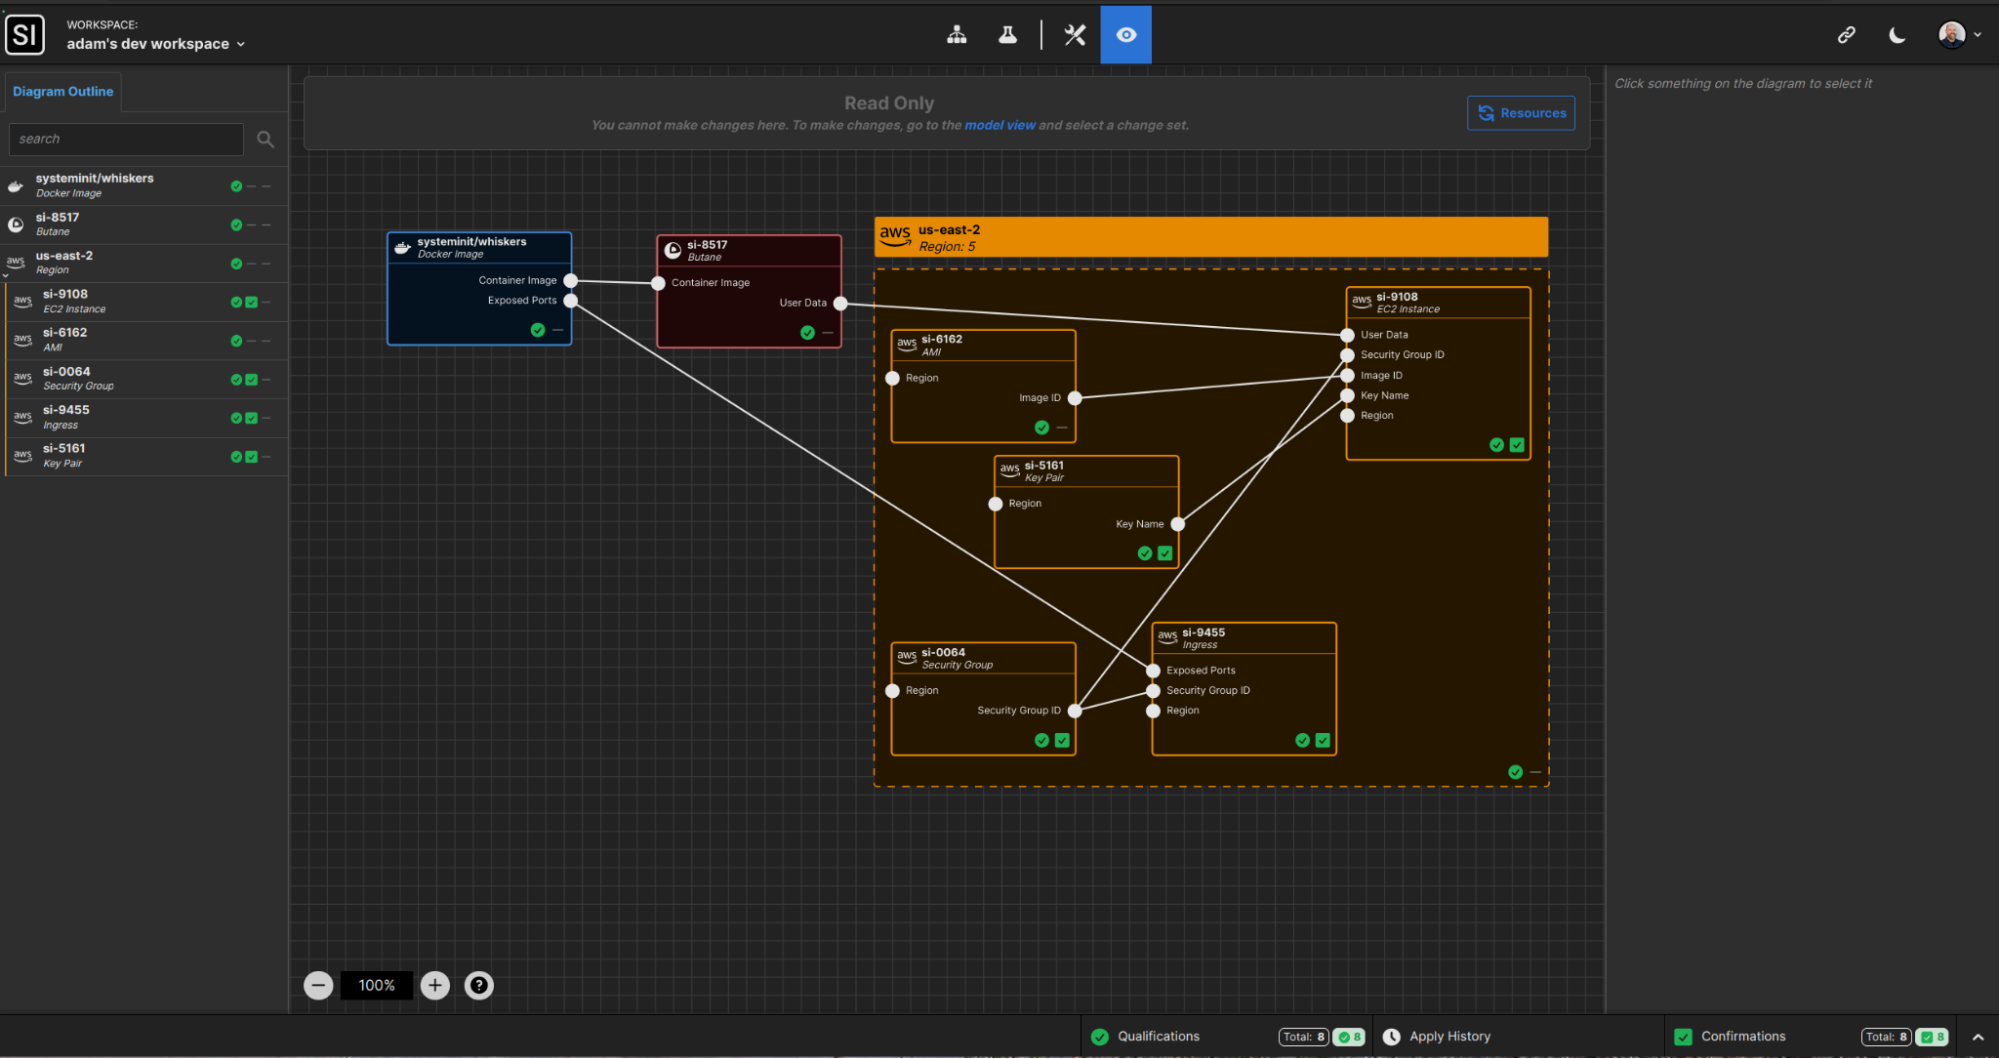 SI
WORKSPACE:
adam's dev workspace
Diagram Outline
search
systeminit/whiskers
Docker Image
si-8517
Butane
aws
us-east-2
Region
aws
si-9108
EC2 Instance
aws
si-6162
AMI
aws
si-0064
Security Group
aws
si-9455
Ingress
aws
si-5161
Key Pair
Read Only
You cannot make changes here. To make changes, go to the model view and select a change set.
Resources
Click something on the diagram to select it
systeminit/whiskers
Docker Image
Container Image
Exposed Ports
si-8517
Butane
Container Image
User Data
aws
us-east-2
Region: 5
aws
si-9108
EC2 Instance
User Data
Security Group ID
Image ID
Key Name
Region
aws
si-6162
AMI
Region
Image ID
aws
si-5161
Key Pair
Region
Key Name
aws
si-0064
Security Group
Region
Security Group ID
aws
si-9455
Ingress
Exposed Ports
Security Group ID
Region
100%
?
Qualifications
Total: 8
8
Apply History
Confirmations
Total: 8
8